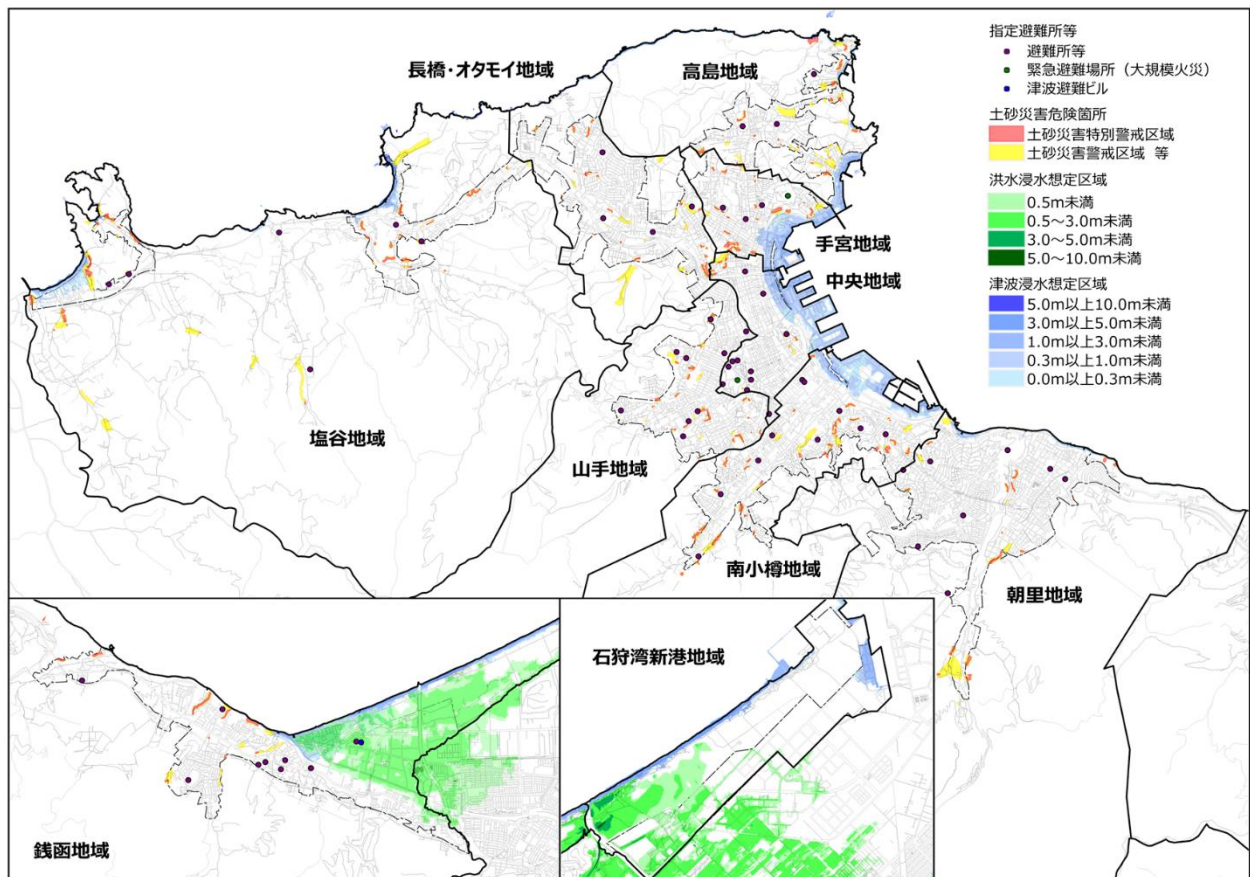 指定避難所等
避難所等
緊急避難場所（大規模火災）
津波避難ビル
土砂災害危険箇所
土砂災害特別警戒区域
土砂災害警戒区域 等
洪水浸水想定区域
0.5m未満
0.5～3.0m未満
3.0～5.0m未満
5.0～10.0m未満
津波浸水想定区域
5.0m以上10.0m未満
3.0m以上5.0m未満
1.0m以上3.0m未満
0.3m以上1.0m未満
0.0m以上0.3m未満
長橋・オタモイ地域
高島地域
手宮地域
中央地域
塩谷地域
山手地域
南小樽地域
朝里地域
銭函地域
石狩湾新港地域